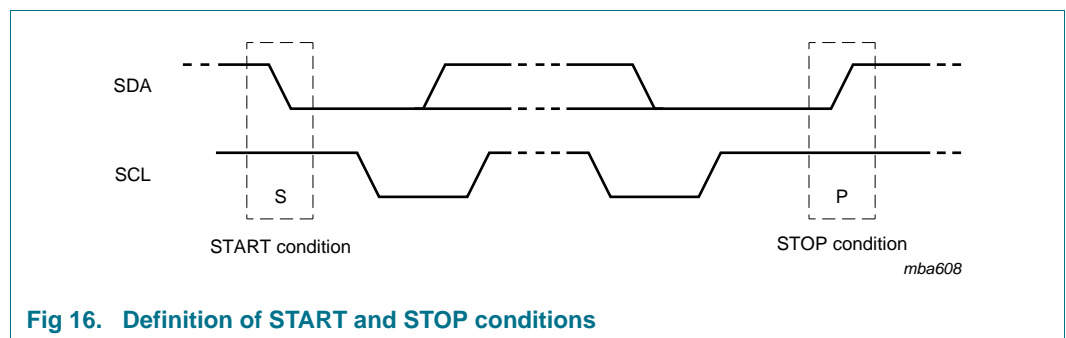 SDA
SCL
S
P
START condition
STOP condition
mba608
Fig 16. Definition of START and STOP conditions